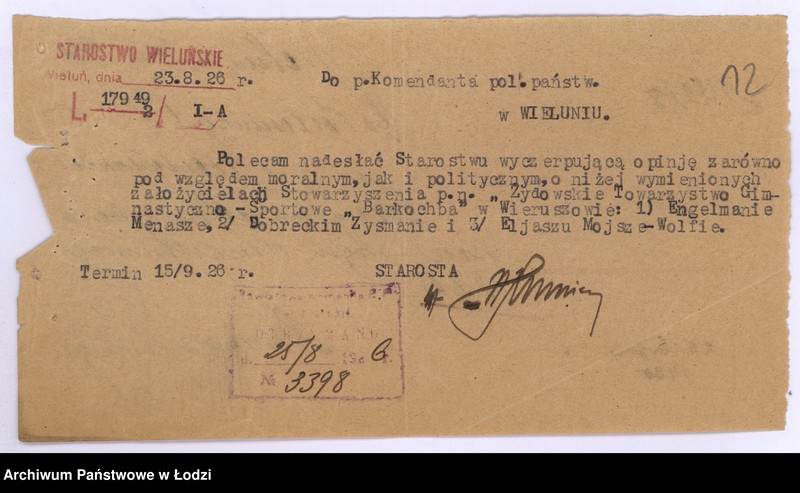 STAROSTWO WIELUŃSKIE
Wieluń, dnia 23.8.26 r.
Do p.Komendanta pol. państw.
12
L. 17949/2/ I-A
w WIELUNIU.
Polecam nadesłać Starostwu wyczerpującą opinję zarówno
pod względem moralnym, jak i politycznym, o niżej wymienionych
założycielach Stowarzyszenia p.n. „Żydowskie Towarzystwo Gim-
nastyczno-Sportowe „Barkochba" w Wieruszowie: 1) Engelmanie
Menasze, 2/ Dobreckim Zysmanie i 3/ Eljaszu Mojsze-Wolfie.
Termin 15/9.26 r.
STAROSTA
25/8 1926 r.
№ 3398
Archiwum Państwowe w Łodzi